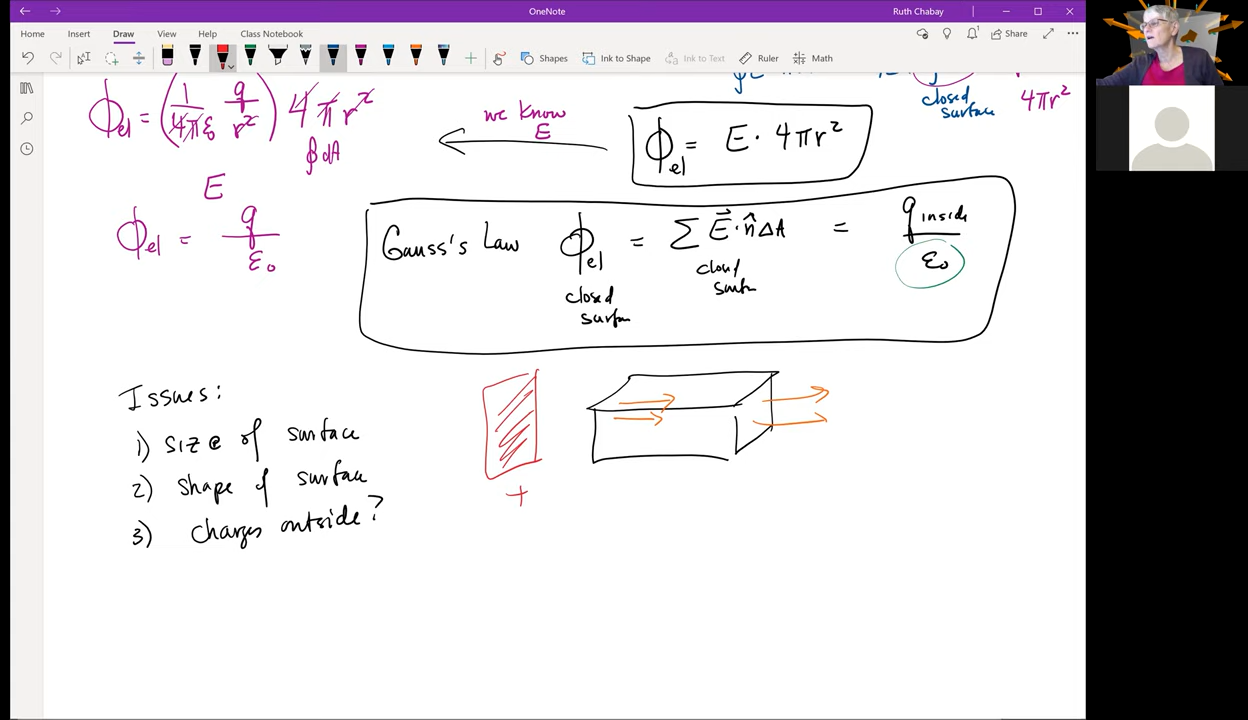 OneNote
Ruth Chabay
Home Insert Draw View Help Class Notebook
Share
Shapes Ink to Shape Ink to Text Ruler Math
ϕel = (1/4πε₀ q/r²) 4πr²
∮dA
E
we know
E
ϕel = E · 4πr²
closed
surface
4πr²
ϕel = q/ε₀
Gauss's Law ϕel = ∑ E⃗·n̂ΔA = q inside/ε₀
closed
surface
closed
surface
Issues:
1) size of surface
2) shape of surface
3) charges outside?
+